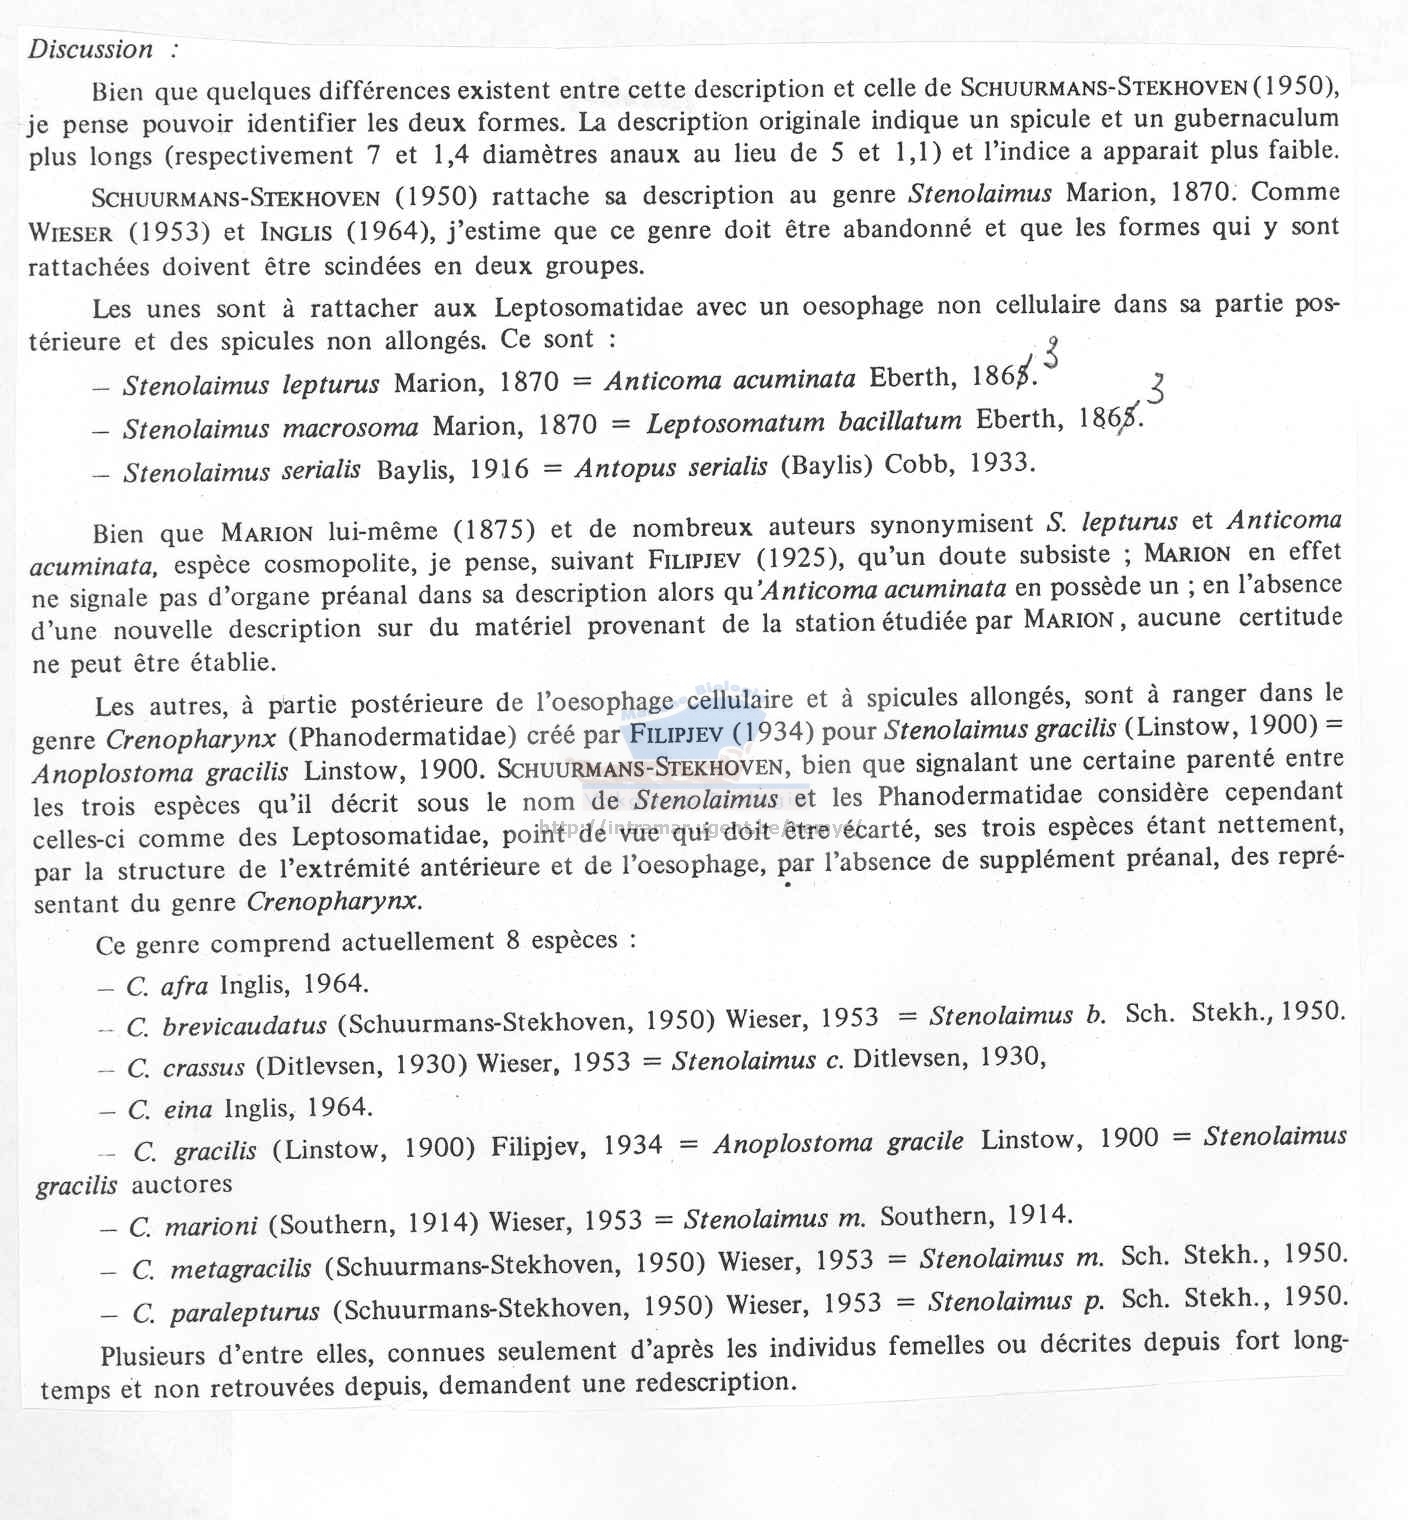 Discussion :
Bien que quelques différences existent entre cette description et celle de SCHUURMANS-STEKHOVEN (1950),
je pense pouvoir identifier les deux formes. La description originale indique un spicule et un gubernaculum
plus longs (respectivement 7 et 1,4 diamètres anaux au lieu de 5 et 1,1) et l'indice a apparait plus faible.
SCHUURMANS-STEKHOVEN (1950) rattache sa description au genre Stenolaimus Marion, 1870. Comme
WIESER (1953) et INGLIS (1964), j'estime que ce genre doit être abandonné et que les formes qui y sont
rattachées doivent être scindées en deux groupes.
Les unes sont à rattacher aux Leptosomatidae avec un oesophage non cellulaire dans sa partie pos-
térieure et des spicules non allongés. Ce sont :
— Stenolaimus lepturus Marion, 1870 = Anticoma acuminata Eberth, 1868. 3
— Stenolaimus macrosoma Marion, 1870 = Leptosomatum bacillatum Eberth, 1868. 3
— Stenolaimus serialis Baylis, 1916 = Antopus serialis (Baylis) Cobb, 1933.
Bien que MARION lui-même (1875) et de nombreux auteurs synonymisent S. lepturus et Anticoma
acuminata, espèce cosmopolite, je pense, suivant FILIPJEV (1925), qu'un doute subsiste ; MARION en effet
ne signale pas d'organe préanal dans sa description alors qu'Anticoma acuminata en possède un ; en l'absence
d'une nouvelle description sur du matériel provenant de la station étudiée par MARION, aucune certitude
ne peut être établie.
Les autres, à partie postérieure de l'oesophage cellulaire et à spicules allongés, sont à ranger dans le
genre Crenopharynx (Phanodermatidae) créé par FILIPJEV (1934) pour Stenolaimus gracilis (Linstow, 1900) =
Anoplostoma gracilis Linstow, 1900. SCHUURMANS-STEKHOVEN, bien que signalant une certaine parenté entre
les trois espèces qu'il décrit sous le nom de Stenolaimus et les Phanodermatidae considère cependant
celles-ci comme des Leptosomatidae, point de vue qui doit être écarté, ses trois espèces étant nettement,
par la structure de l'extrémité antérieure et de l'oesophage, par l'absence de supplément préanal, des repré-
sentant du genre Crenopharynx.
Ce genre comprend actuellement 8 espèces :
— C. afra Inglis, 1964.
— C. brevicaudatus (Schuurmans-Stekhoven, 1950) Wieser, 1953 = Stenolaimus b. Sch. Stekh., 1950.
— C. crassus (Ditlevsen, 1930) Wieser, 1953 = Stenolaimus c. Ditlevsen, 1930,
— C. eina Inglis, 1964.
— C. gracilis (Linstow, 1900) Filipjev, 1934 = Anoplostoma gracile Linstow, 1900 = Stenolaimus
gracilis auctores
— C. marioni (Southern, 1914) Wieser, 1953 = Stenolaimus m. Southern, 1914.
— C. metagracilis (Schuurmans-Stekhoven, 1950) Wieser, 1953 = Stenolaimus m. Sch. Stekh., 1950.
— C. paralepturus (Schuurmans-Stekhoven, 1950) Wieser, 1953 = Stenolaimus p. Sch. Stekh., 1950.
Plusieurs d'entre elles, connues seulement d'après les individus femelles ou décrites depuis fort long-
temps et non retrouvées depuis, demandent une redescription.